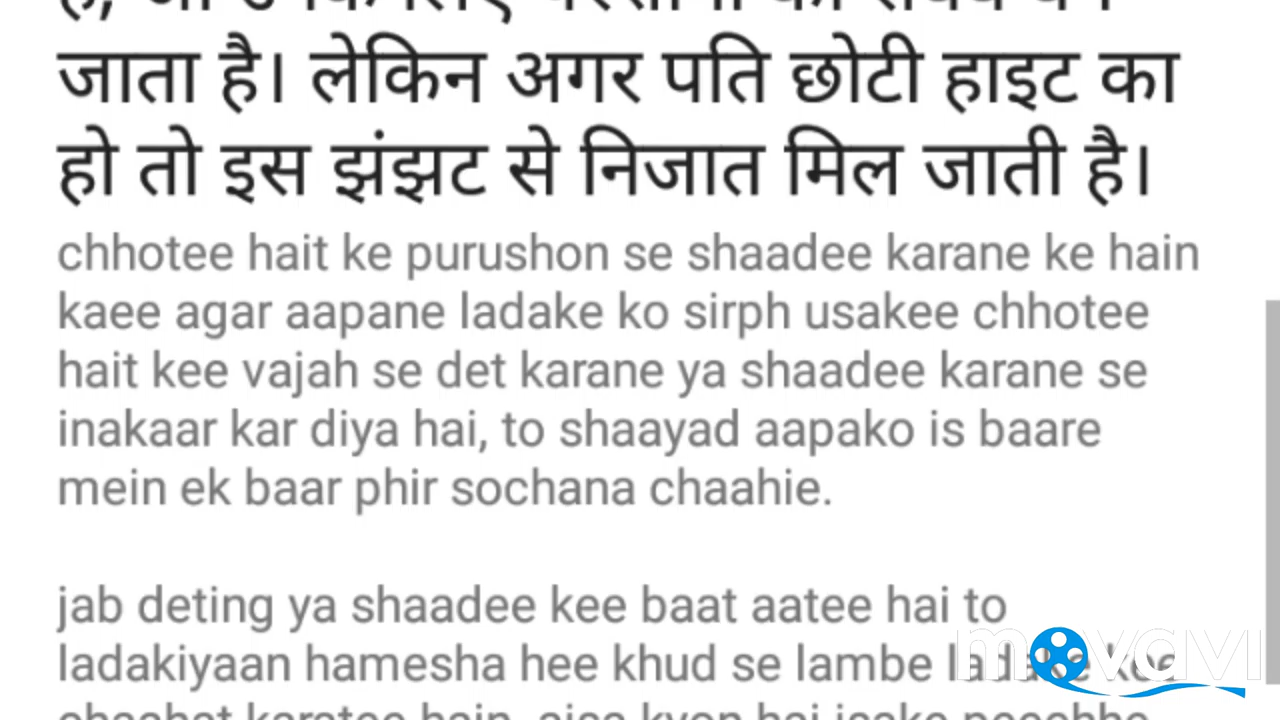 जाता है। लेकिन अगर पति छोटी हाइट का
हो तो इस झंझट से निजात मिल जाती है।
chhotee hait ke purushon se shaadee karane ke hain
kaee agar aapane ladake ko sirph usakee chhotee
hait kee vajah se det karane ya shaadee karane se
inakaar kar diya hai, to shaayad aapako is baare
mein ek baar phir sochana chaahie.
jab deting ya shaadee kee baat aatee hai to
ladakiyaan hamesha hee khud se lambe ladake kee
movavi